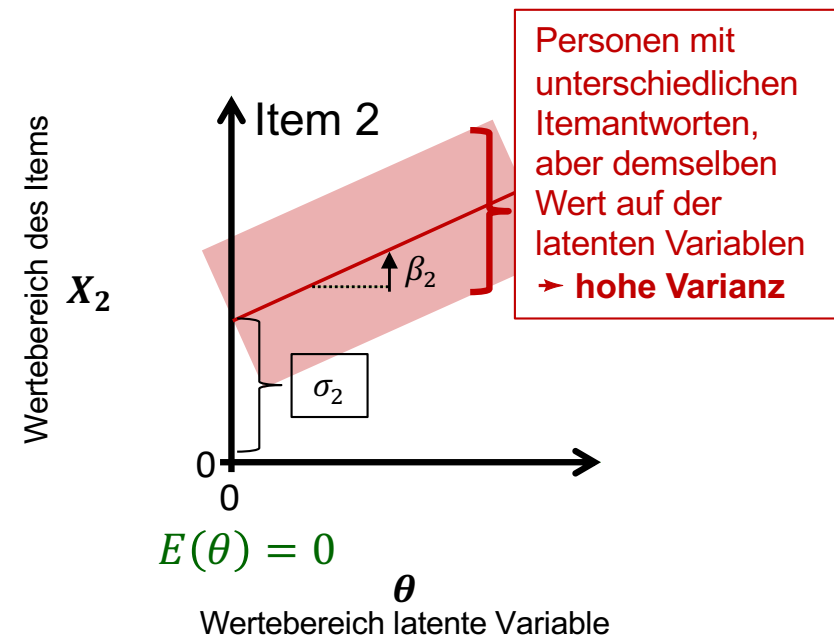 Personen mit
unterschiedlichen
Itemantworten,
aber demselben
Wert auf der
latenten Variablen
➤ hohe Varianz
Item 2
Wertebereich des Items
X₂
β₂
σ₂
0
0
E(θ) = 0
θ
Wertebereich latente Variable